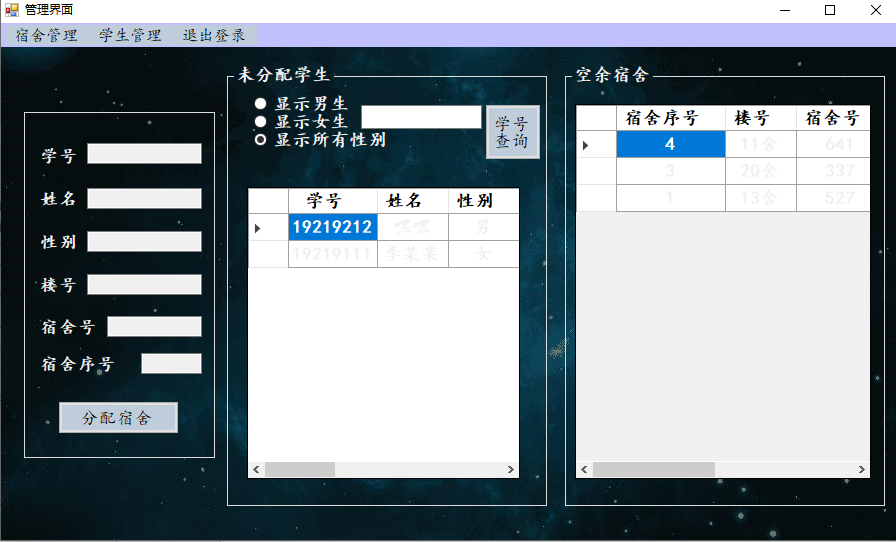 管理界面
宿舍管理 学生管理 退出登录
学号
姓名
性别
楼号
宿舍号
宿舍序号
分配宿舍
未分配学生
显示男生
显示女生
显示所有性别
学号
查询
学号 姓名 性别
19219212 嘿嘿 男
19219111 李某某 女
空余宿舍
宿舍序号 楼号 宿舍号
4 11舍 641
3 20舍 337
1 13舍 527